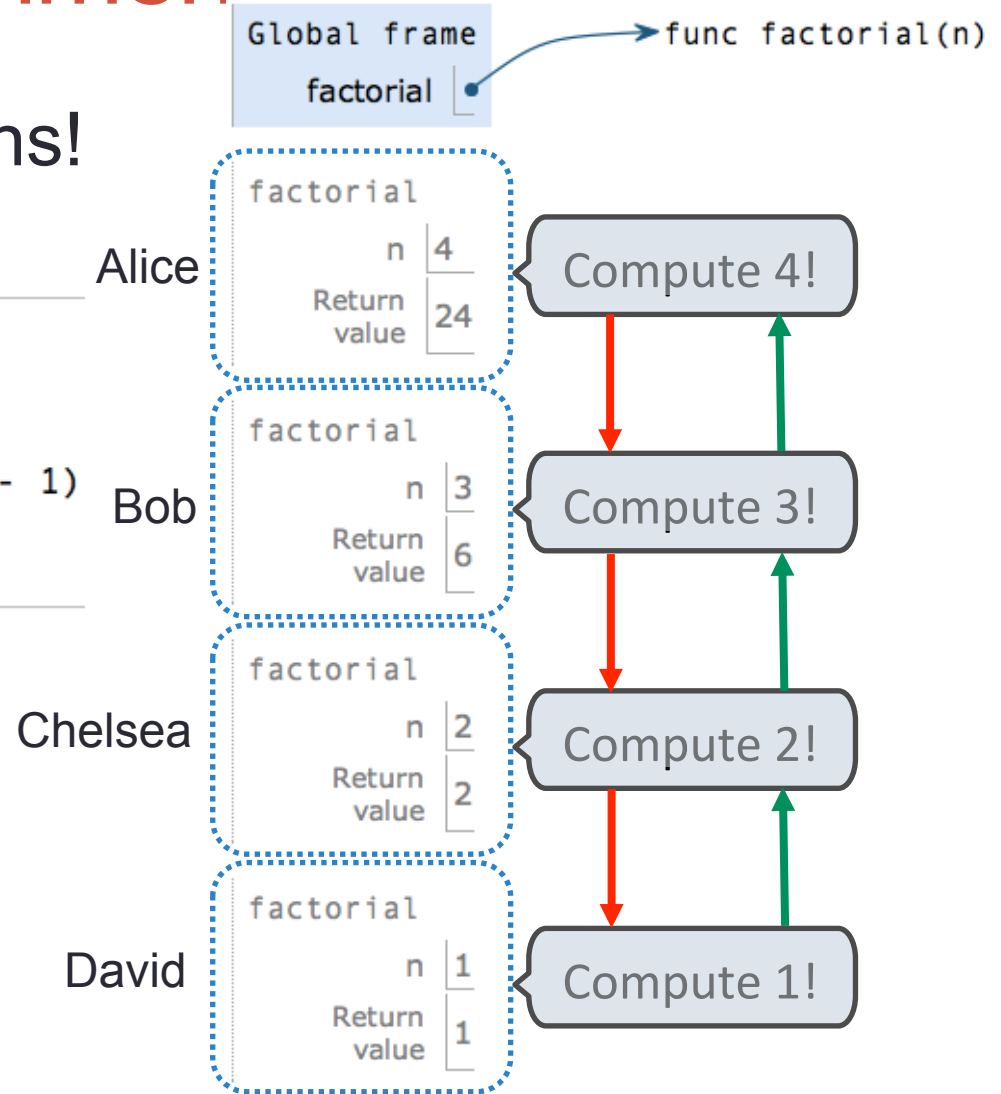 Global frame
factorial
func factorial(n)
ns!
Alice
factorial
n 4
Return
value 24
Compute 4!
- 1)
Bob
factorial
n 3
Return
value 6
Compute 3!
Chelsea
factorial
n 2
Return
value 2
Compute 2!
David
factorial
n 1
Return
value 1
Compute 1!